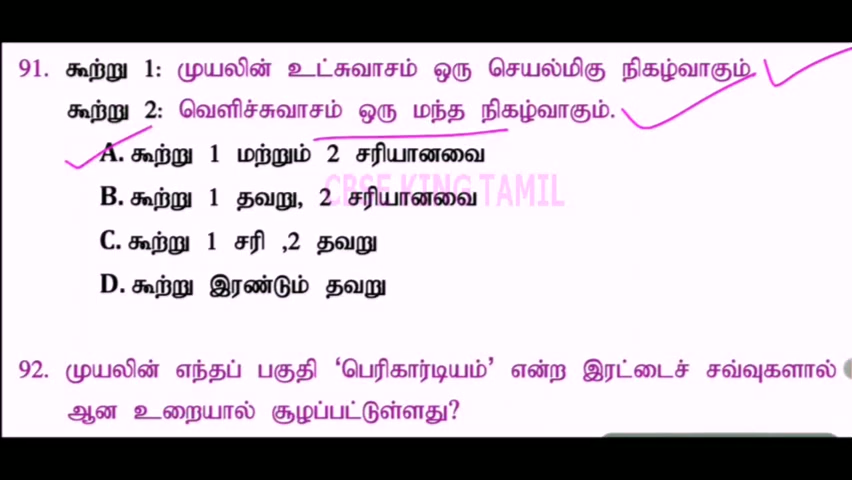 91. கூற்று 1: முயலின் உட்சுவாசம் ஒரு செயல்மிகு நிகழ்வாகும்.
கூற்று 2: வெளிச்சுவாசம் ஒரு மந்த நிகழ்வாகும்.
A. கூற்று 1 மற்றும் 2 சரியானவை
CBSE KING TAMIL
B. கூற்று 1 தவறு, 2 சரியானவை
C. கூற்று 1 சரி ,2 தவறு
D. கூற்று இரண்டும் தவறு
92. முயலின் எந்தப் பகுதி ‘பெரிகார்டியம்’ என்ற இரட்டைச் சவ்வுகளால்
ஆன உறையால் சூழப்பட்டுள்ளது?